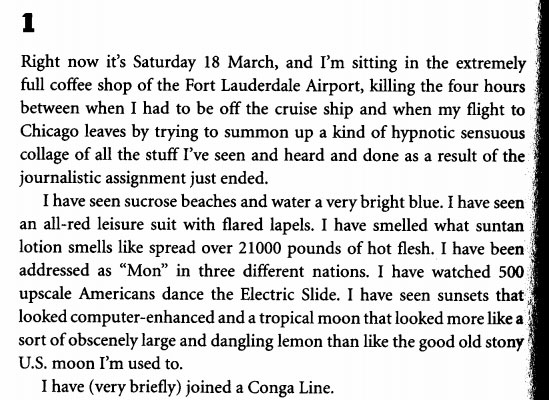 1
Right now it's Saturday 18 March, and I'm sitting in the extremely
full coffee shop of the Fort Lauderdale Airport, killing the four hours
between when I had to be off the cruise ship and when my flight to
Chicago leaves by trying to summon up a kind of hypnotic sensuous
collage of all the stuff I've seen and heard and done as a result of the
journalistic assignment just ended.
I have seen sucrose beaches and water a very bright blue. I have seen
an all-red leisure suit with flared lapels. I have smelled what suntan
lotion smells like spread over 21000 pounds of hot flesh. I have been
addressed as “Mon” in three different nations. I have watched 500
upscale Americans dance the Electric Slide. I have seen sunsets that
looked computer-enhanced and a tropical moon that looked more like a
sort of obscenely large and dangling lemon than like the good old stony
U.S. moon I'm used to.
I have (very briefly) joined a Conga Line.